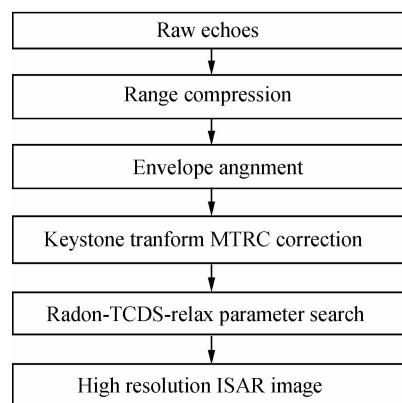 Raw echoes
Range compression
Envelope angnment
Keystone tranform MTRC correction
Radon-TCDS-relax parameter search
High resolution ISAR image